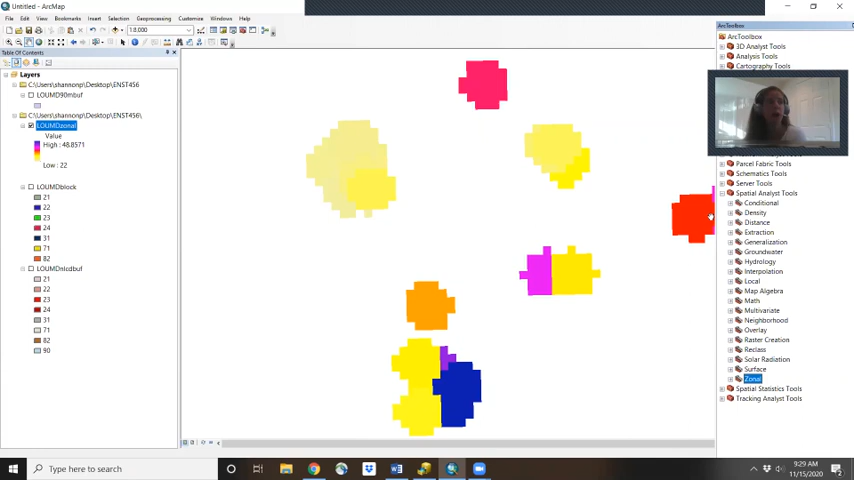 Untitled - ArcMap
File Edit View Bookmarks Insert Selection Geoprocessing Customize Windows Help
1:8,000
Table Of Contents
Layers
C:\Users\shannonp\Desktop\ENST456
LOUMD90mbuf
C:\Users\shannonp\Desktop\ENST456\
LOUMDzonal
Value
High : 48.8571
Low : 22
LOUMDblock
21
22
23
24
31
71
82
LOUMDnlcdbuf
21
22
23
24
31
71
82
90
ArcToolbox
ArcToolbox
3D Analyst Tools
Analysis Tools
Cartography Tools
Parcel Fabric Tools
Schematics Tools
Server Tools
Spatial Analyst Tools
Conditional
Density
Distance
Extraction
Generalization
Groundwater
Hydrology
Interpolation
Local
Map Algebra
Math
Multivariate
Neighborhood
Overlay
Raster Creation
Reclass
Solar Radiation
Surface
Zonal
Spatial Statistics Tools
Tracking Analyst Tools
Type here to search
9:29 AM
11/15/2020
2